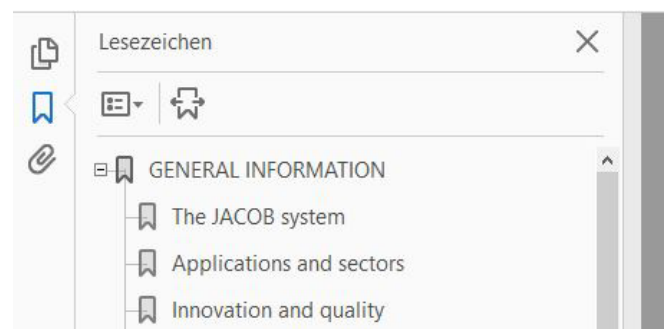 Lesezeichen
GENERAL INFORMATION
The JACOB system
Applications and sectors
Innovation and quality